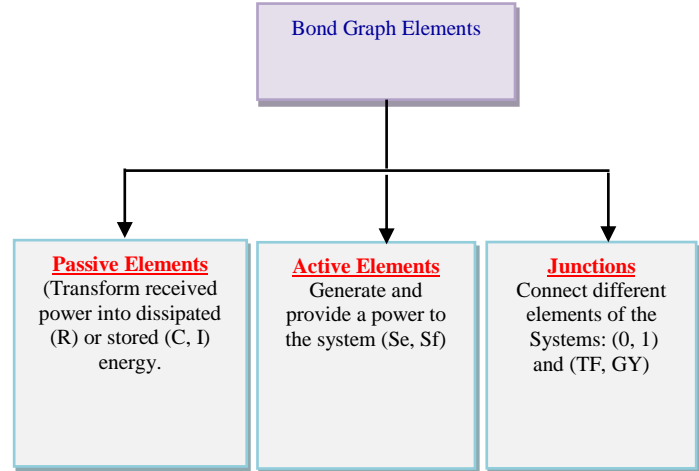 Bond Graph Elements
Passive Elements
(Transform received
power into dissipated
(R) or stored (C, I)
energy.
Active Elements
Generate and
provide a power to
the system (Se, Sf)
Junctions
Connect different
elements of the
Systems: (0, 1)
and (TF, GY)